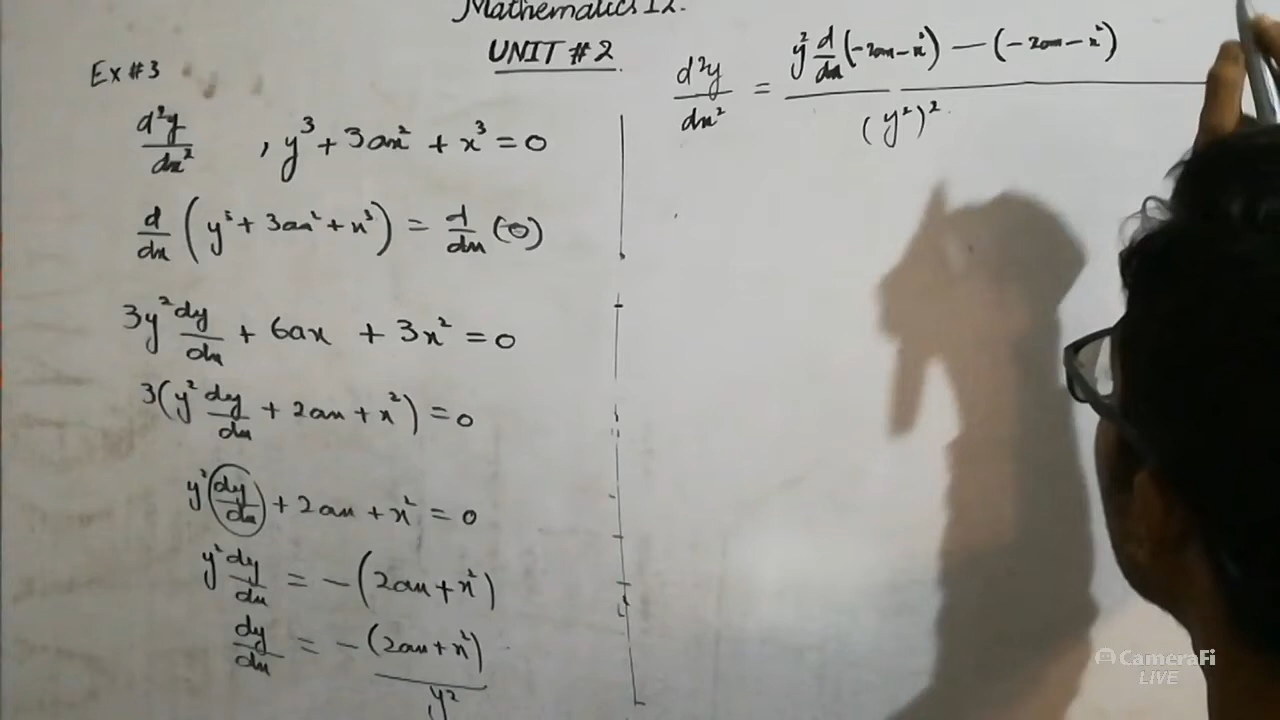 Mathematics 12.
UNIT # 2
Ex # 3
d²y/dx² , y³ + 3ax² + x³ = 0
d/dx (y³ + 3ax² + x³) = d/dx (0)
3y² dy/dx + 6ax + 3x² = 0
3(y² dy/dx + 2ax + x²) = 0
y² (dy/dx) + 2ax + x² = 0
y² dy/dx = -(2ax + x²)
dy/dx = -(2ax + x²)/y²
d²y/dx² = y² d/dx (-2ax - x²) - (-2ax - x²) / (y²)²
CameraFi
LIVE